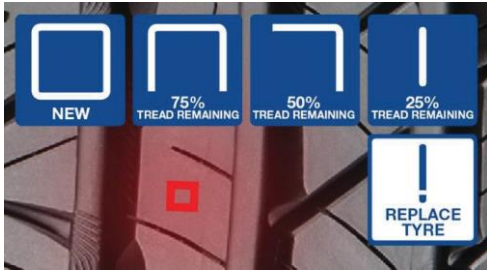 NEW
75%
TREAD REMAINING
50%
TREAD REMAINING
25%
TREAD REMAINING
REPLACE
TYRE